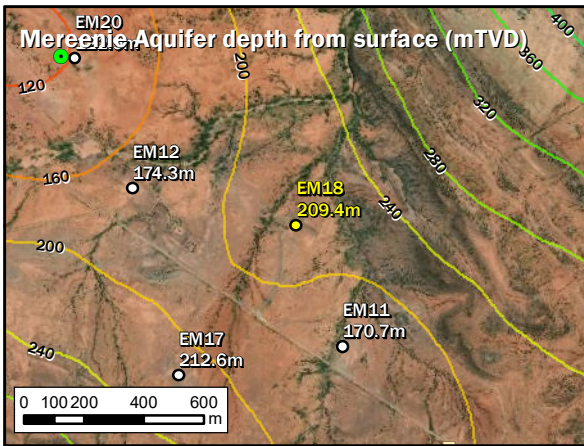 EM20
Mereenie Aquifer depth from surface (mTVD)
400
360
200
120
320
EM12
174.3m
280
160
EM18
209.4m
240
200
EM11
170.7m
EM17
212.6m
240
0 100 200 400 600
m